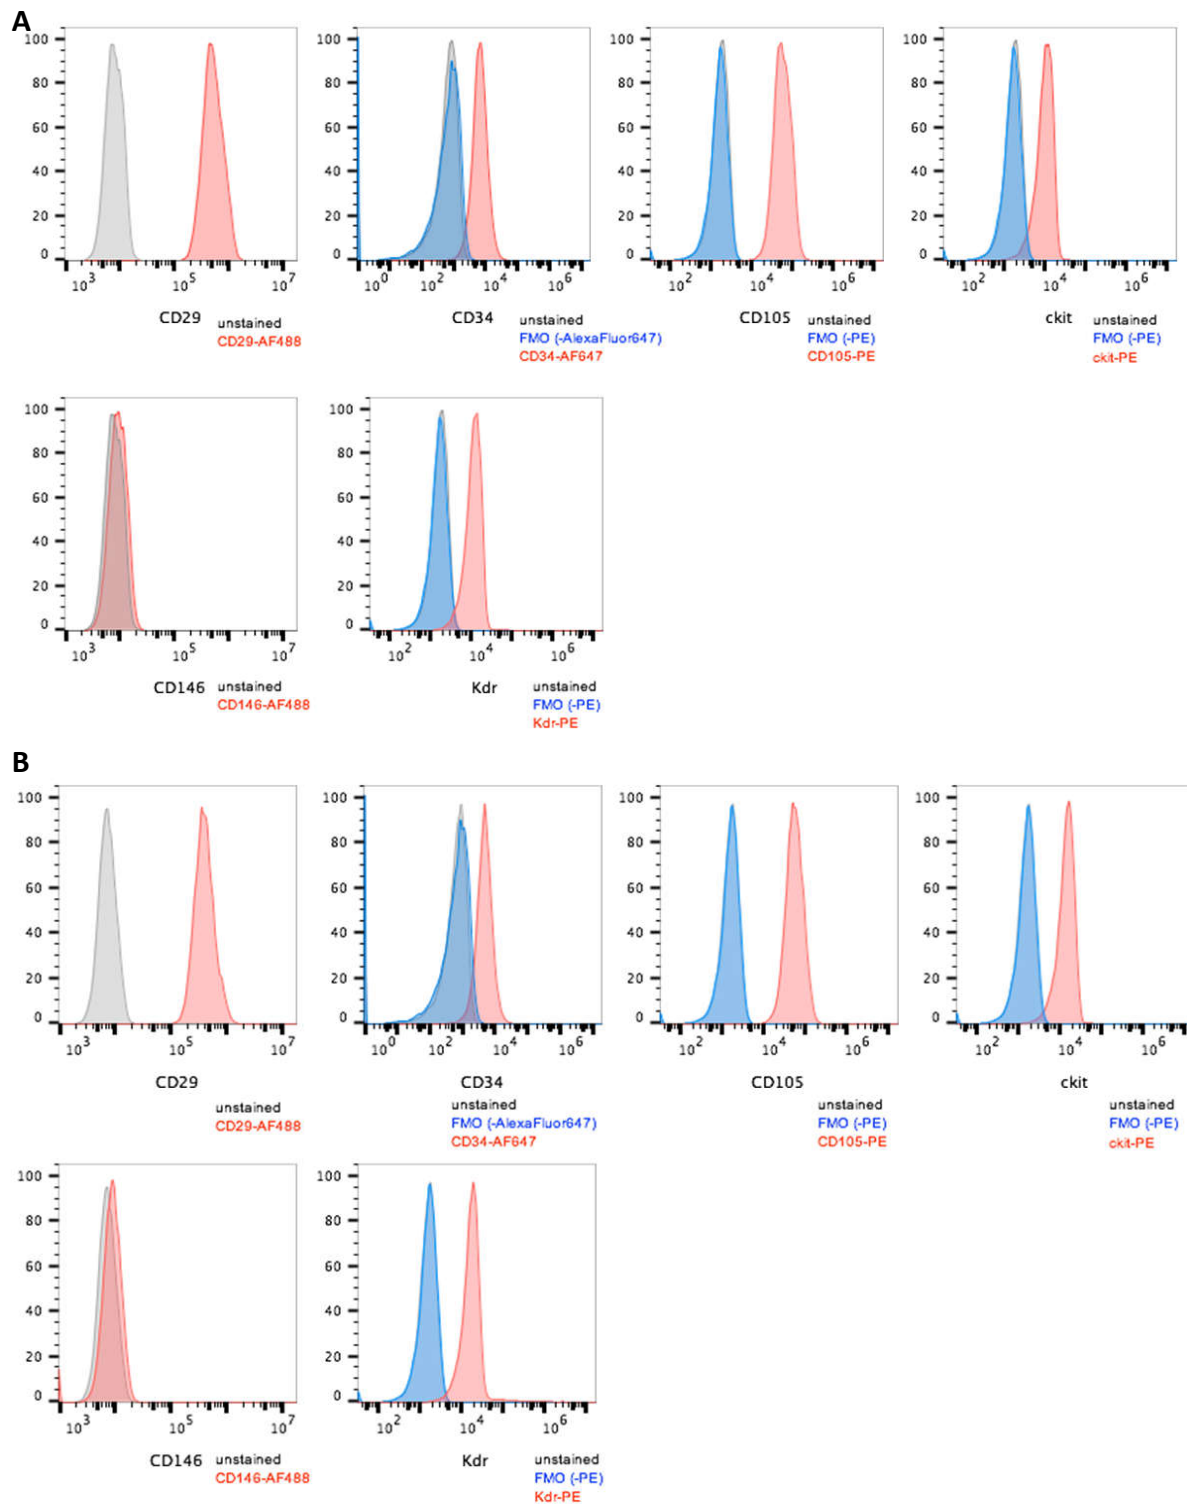 A
100 80 60 40 20 0
10^3 10^5 10^7
CD29
unstained
CD29-AF488
100 80 60 40 20 0
10^0 10^2 10^4 10^6
CD34
unstained
FMO (-AlexaFluor647)
CD34-AF647
100 80 60 40 20 0
10^2 10^4 10^6
CD105
unstained
FMO (-PE)
CD105-PE
100 80 60 40 20 0
10^2 10^4 10^6
ckit
unstained
FMO (-PE)
ckit-PE
100 80 60 40 20 0
10^3 10^5 10^7
CD146
unstained
CD146-AF488
100 80 60 40 20 0
10^2 10^4 10^6
Kdr
unstained
FMO (-PE)
Kdr-PE
B
100 80 60 40 20 0
10^3 10^5 10^7
CD29
unstained
CD29-AF488
100 80 60 40 20 0
10^0 10^2 10^4 10^6
CD34
unstained
FMO (-AlexaFluor647)
CD34-AF647
100 80 60 40 20 0
10^2 10^4 10^6
CD105
unstained
FMO (-PE)
CD105-PE
100 80 60 40 20 0
10^2 10^4 10^6
ckit
unstained
FMO (-PE)
ckit-PE
100 80 60 40 20 0
10^3 10^5 10^7
CD146
unstained
CD146-AF488
100 80 60 40 20 0
10^2 10^4 10^6
Kdr
unstained
FMO (-PE)
Kdr-PE